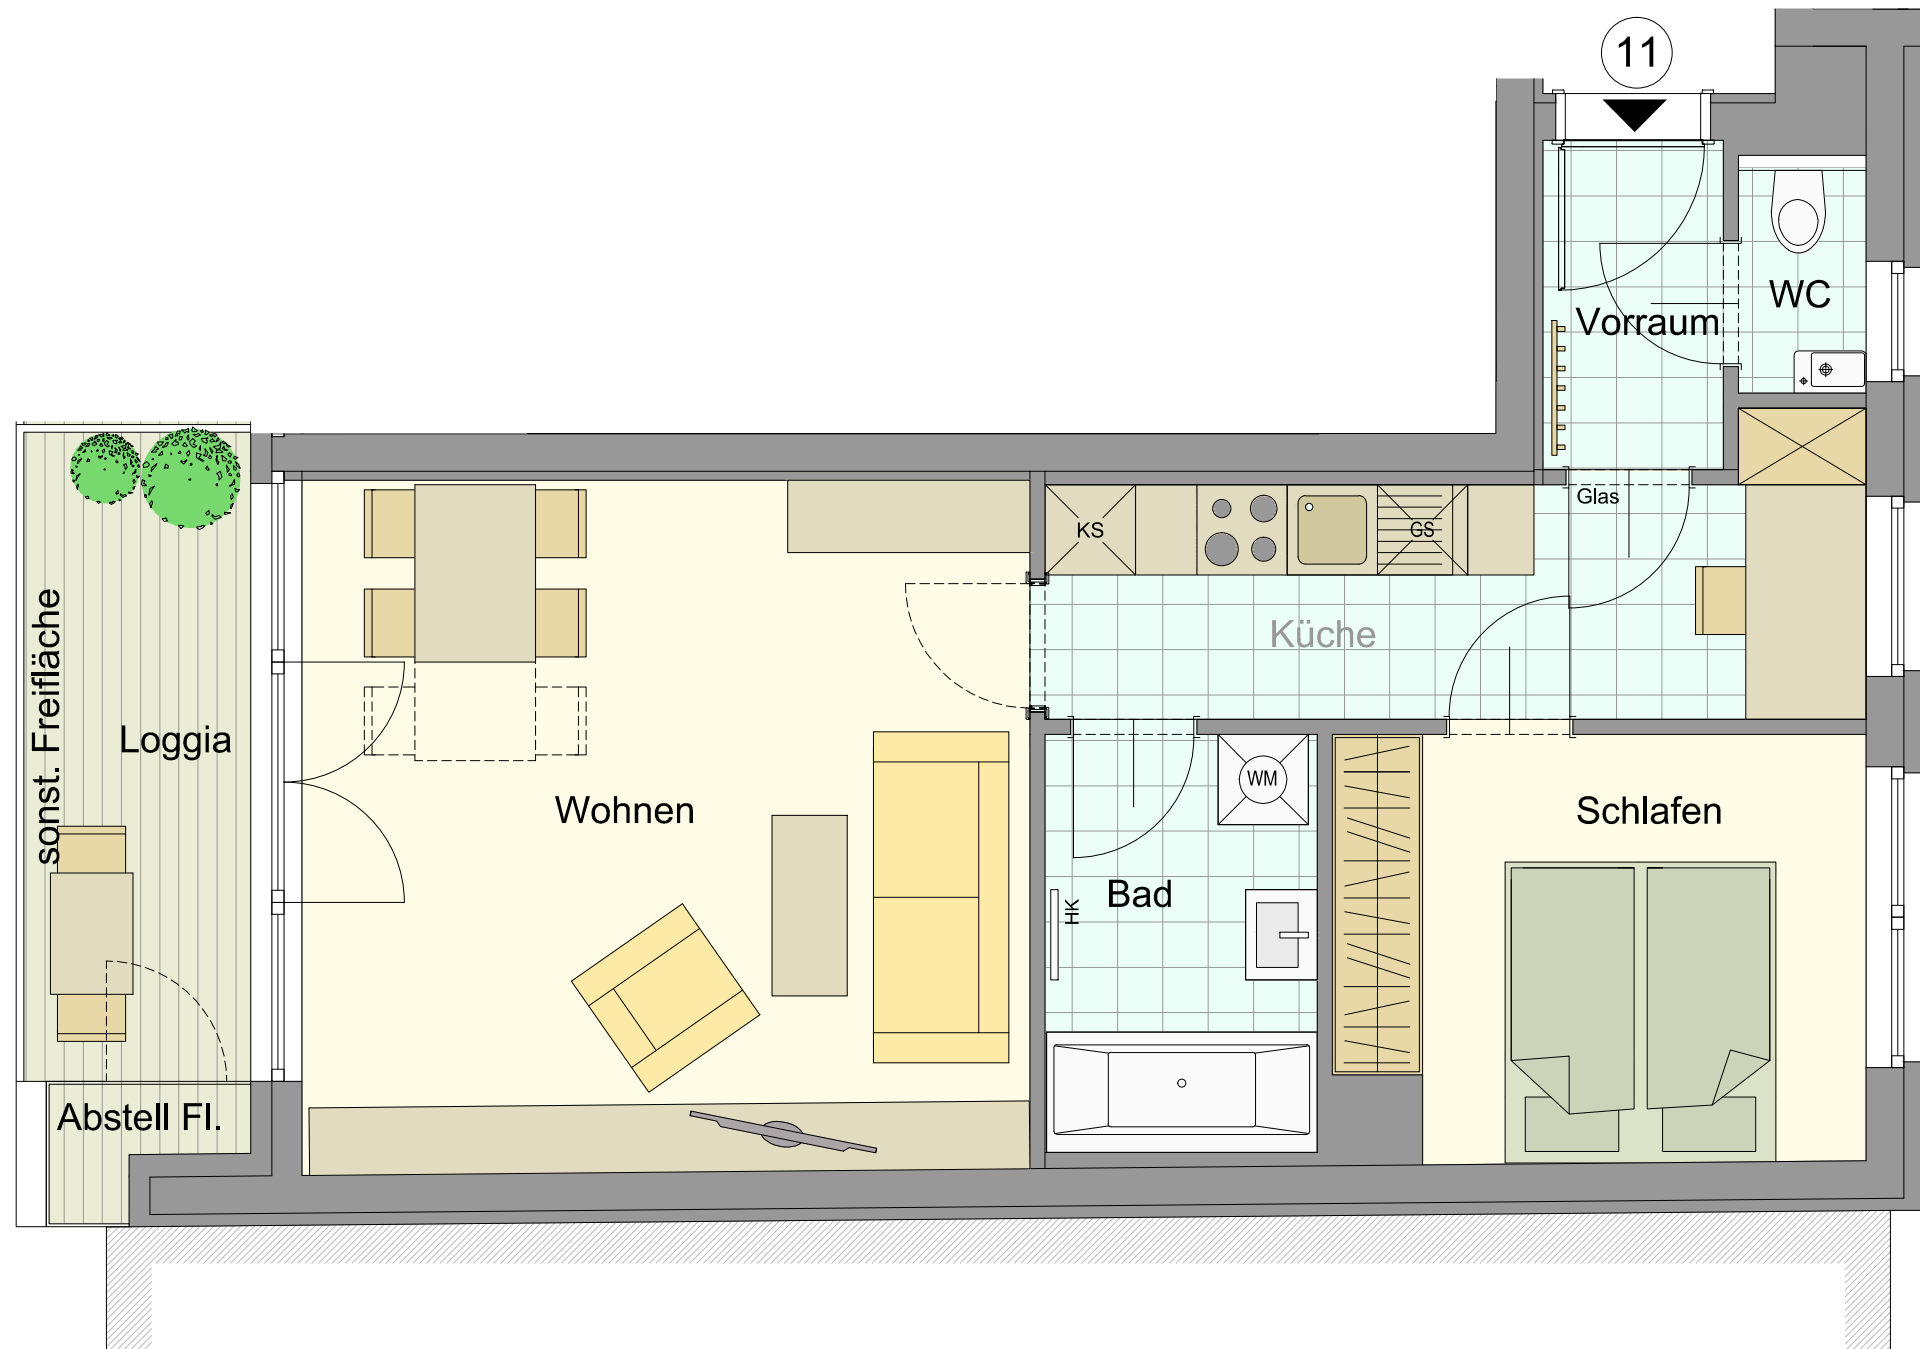 11
WC
Vorraum
Glas
KS
GS
Küche
sonst. Freifläche
Loggia
Wohnen
WM
Schlafen
HK
Bad
Abstell Fl.